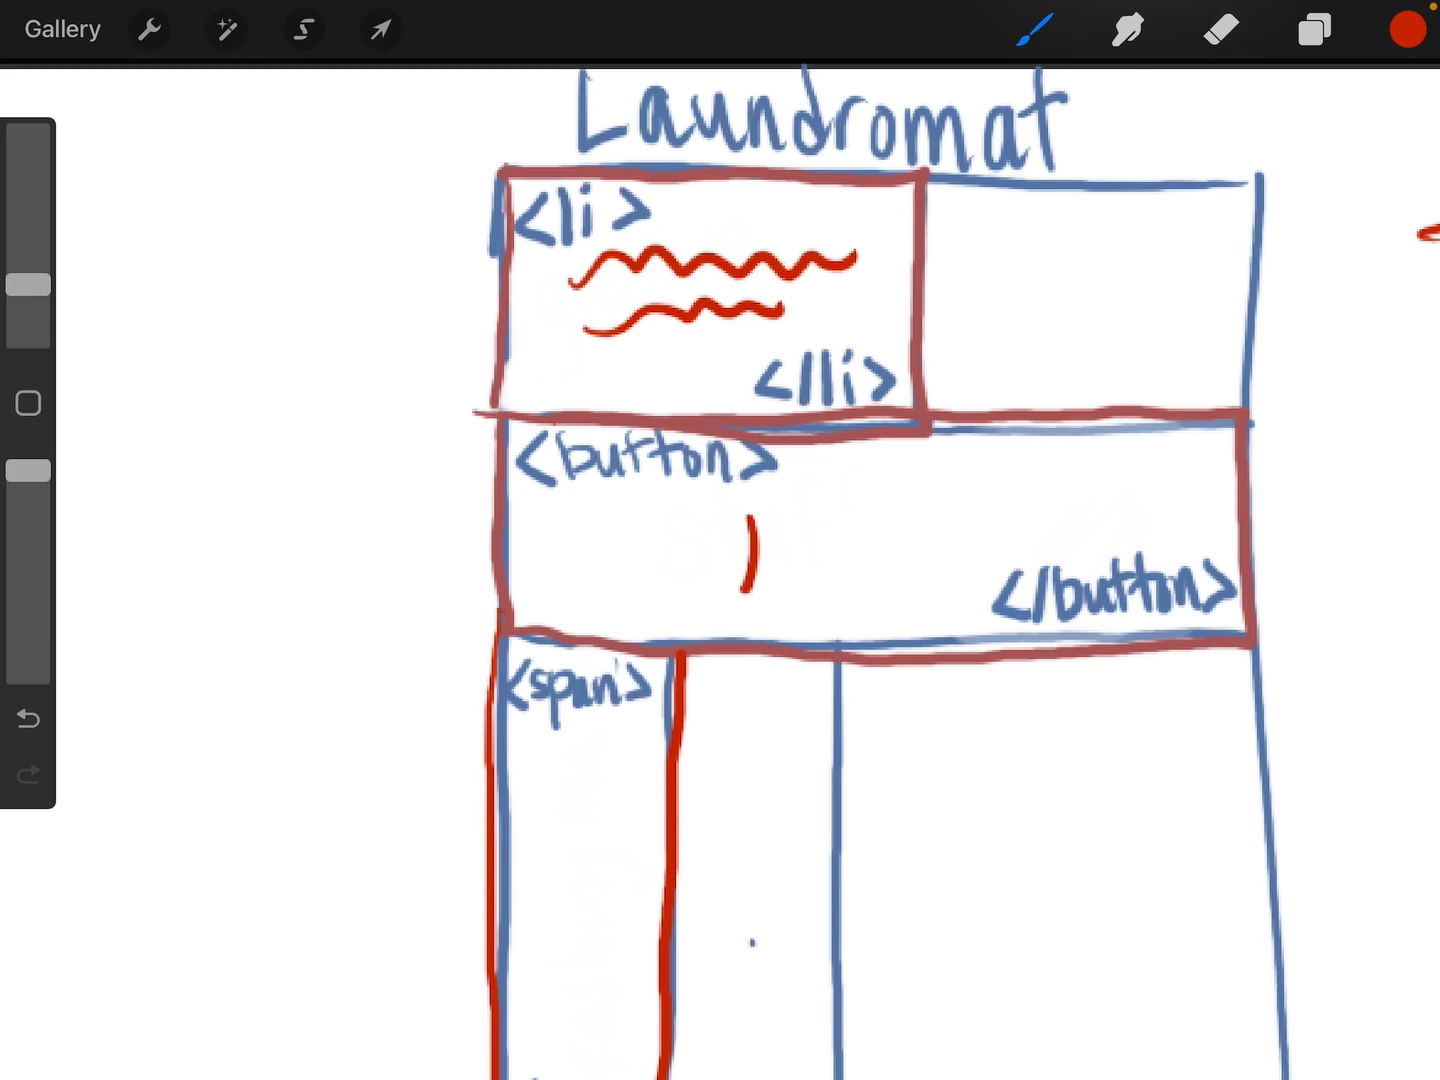 Gallery
Laundromat
<li>
</li>
<button>
</button>
<span>